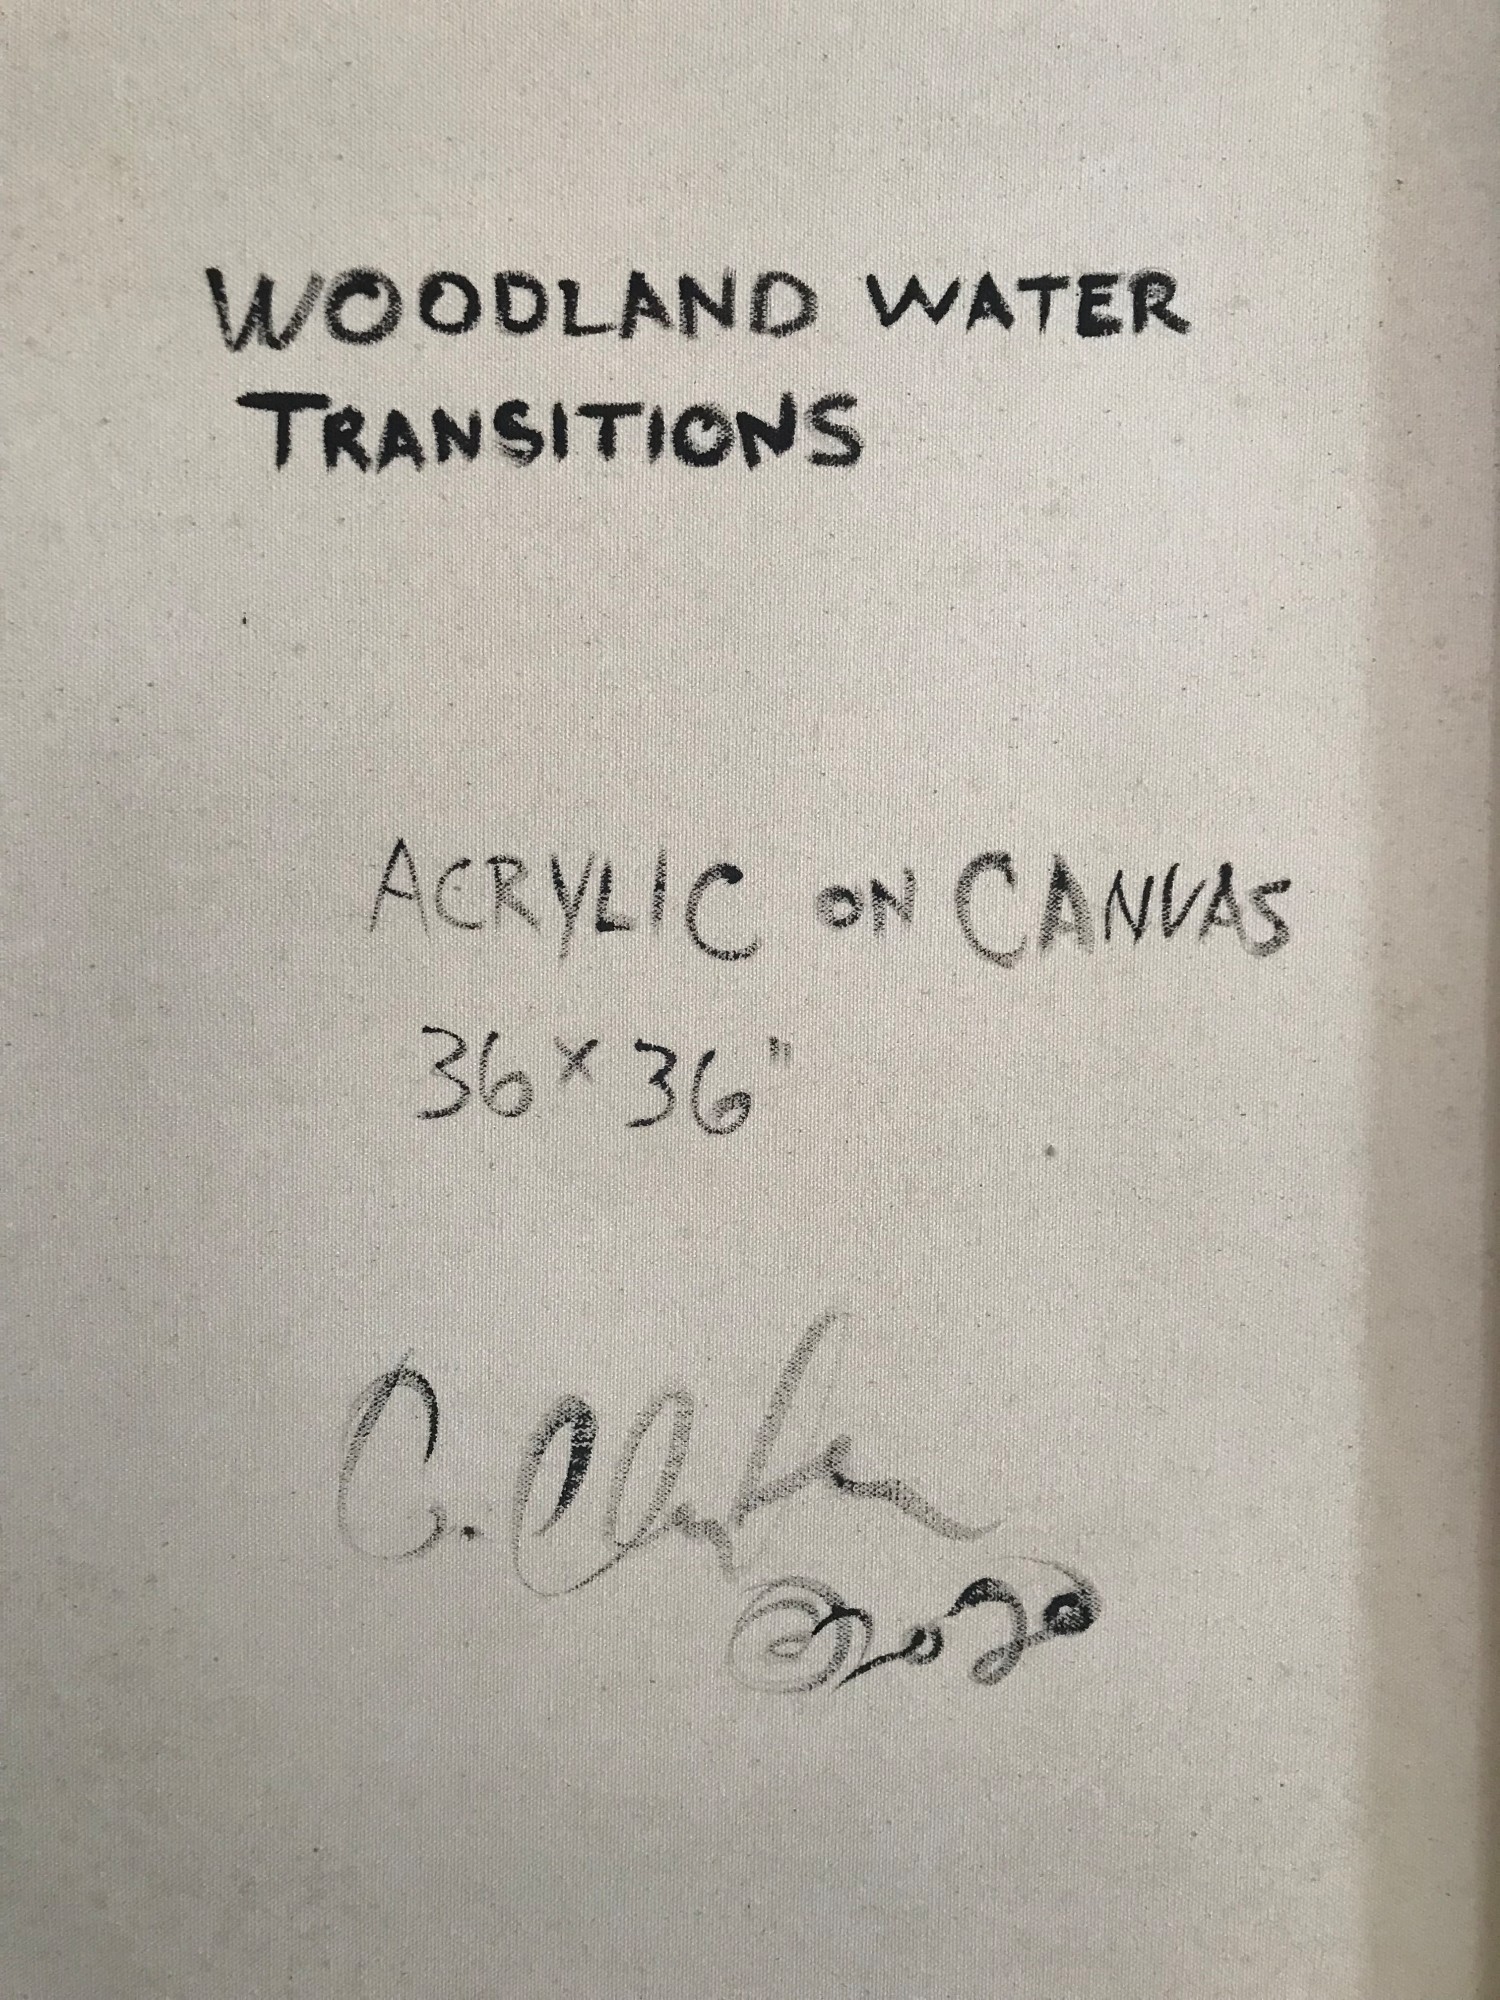 WOODLAND WATER
TRANSITIONS
ACRYLIC ON CANVAS
36 x 36"
C.
©2020